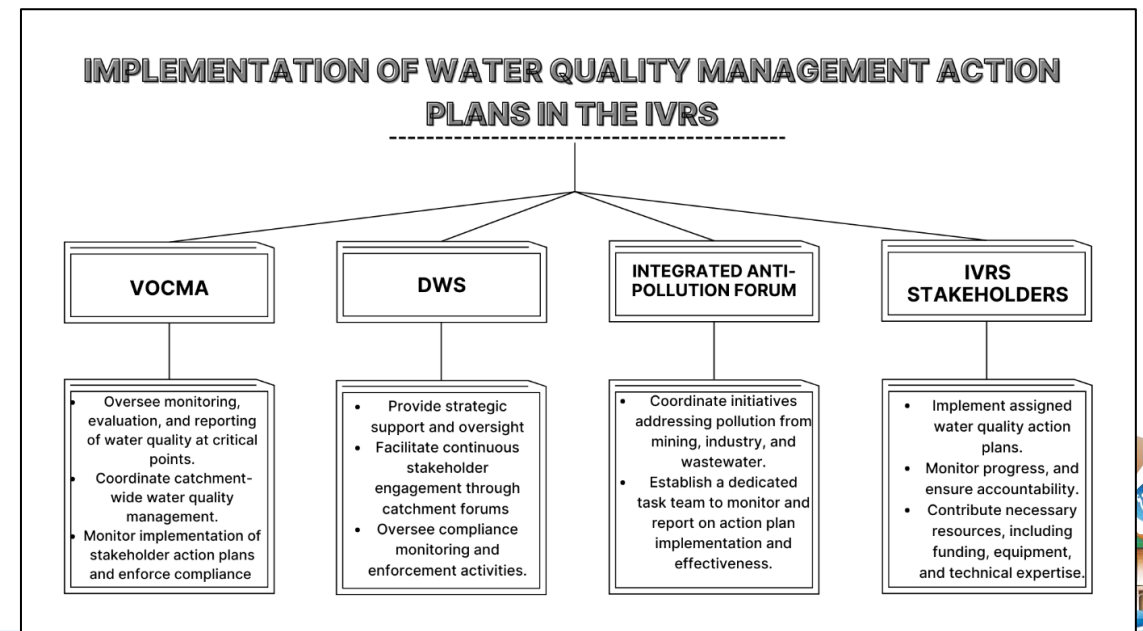 IMPLEMENTATION OF WATER QUALITY MANAGEMENT ACTION
PLANS IN THE IVRS
VOCMA
• Oversee monitoring,
evaluation, and reporting
of water quality at critical
points.
• Coordinate catchment-
wide water quality
management.
• Monitor implementation of
stakeholder action plans
and enforce compliance
DWS
• Provide strategic
support and oversight
• Facilitate continuous
stakeholder
engagement through
catchment forums
• Oversee compliance
monitoring and
enforcement activities.
INTEGRATED ANTI-
POLLUTION FORUM
• Coordinate initiatives
addressing pollution from
mining, industry, and
wastewater.
• Establish a dedicated
task team to monitor and
report on action plan
implementation and
effectiveness.
IVRS
STAKEHOLDERS
• Implement assigned
water quality action
plans.
• Monitor progress, and
ensure accountability.
• Contribute necessary
resources, including
funding, equipment,
and technical expertise.